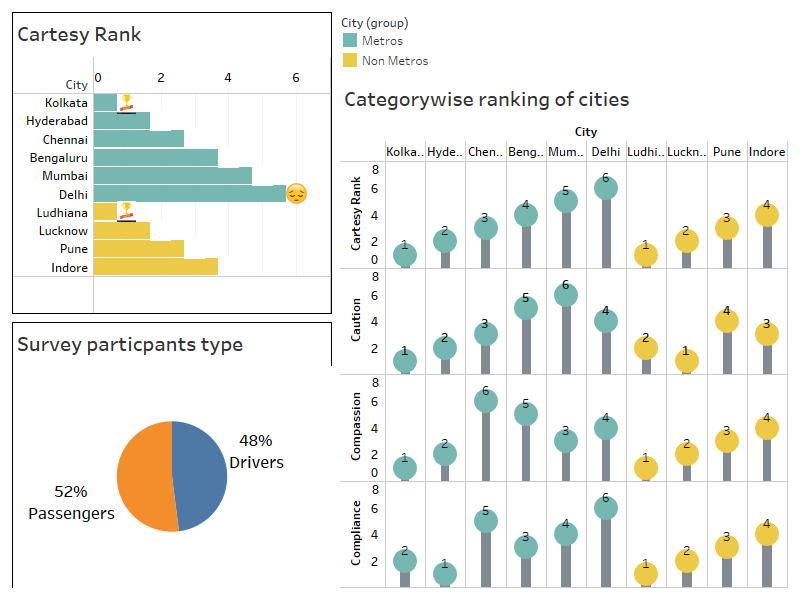 Cartesy Rank
City
0 2 4 6
Kolkata
Hyderabad
Chennai
Bengaluru
Mumbai
Delhi
Ludhiana
Lucknow
Pune
Indore
Survey particpants type
48%
Drivers
52%
Passengers
City (group)
Metros
Non Metros
Categorywise ranking of cities
City
Kolka.. Hyde.. Chen.. Beng.. Mum.. Delhi Ludhi.. Luckn.. Pune Indore
Cartesy Rank
8
6
4
2
0
1 2 3 4 5 6 1 2 3 4
Caution
8
6
4
2
1 2 3 5 6 4 2 1 4 3
Compassion
8
6
4
2
0
1 2 6 5 3 4 1 2 3 4
Compliance
8
6
4
2
2 1 5 3 4 6 1 2 3 4